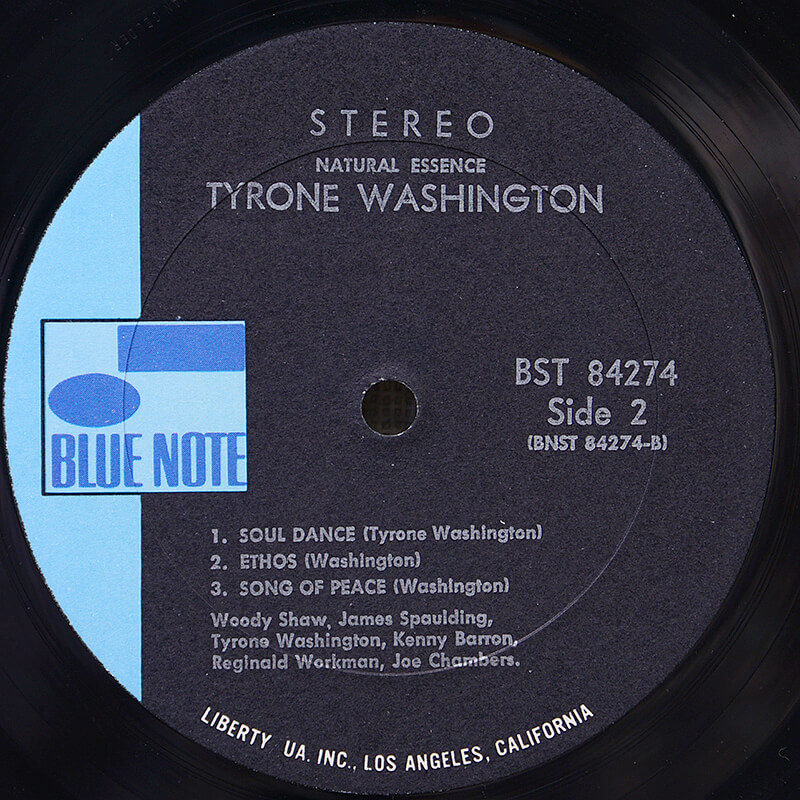 STEREO
NATURAL ESSENCE
TYRONE WASHINGTON
BST 84274
Side 2
(BNST 84274-B)
BLUE NOTE
1. SOUL DANCE (Tyrone Washington)
2. ETHOS (Washington)
3. SONG OF PEACE (Washington)
Woody Shaw, James Spaulding,
Tyrone Washington, Kenny Barron,
Reginald Workman, Joe Chambers.
LIBERTY UA, INC., LOS ANGELES, CALIFORNIA